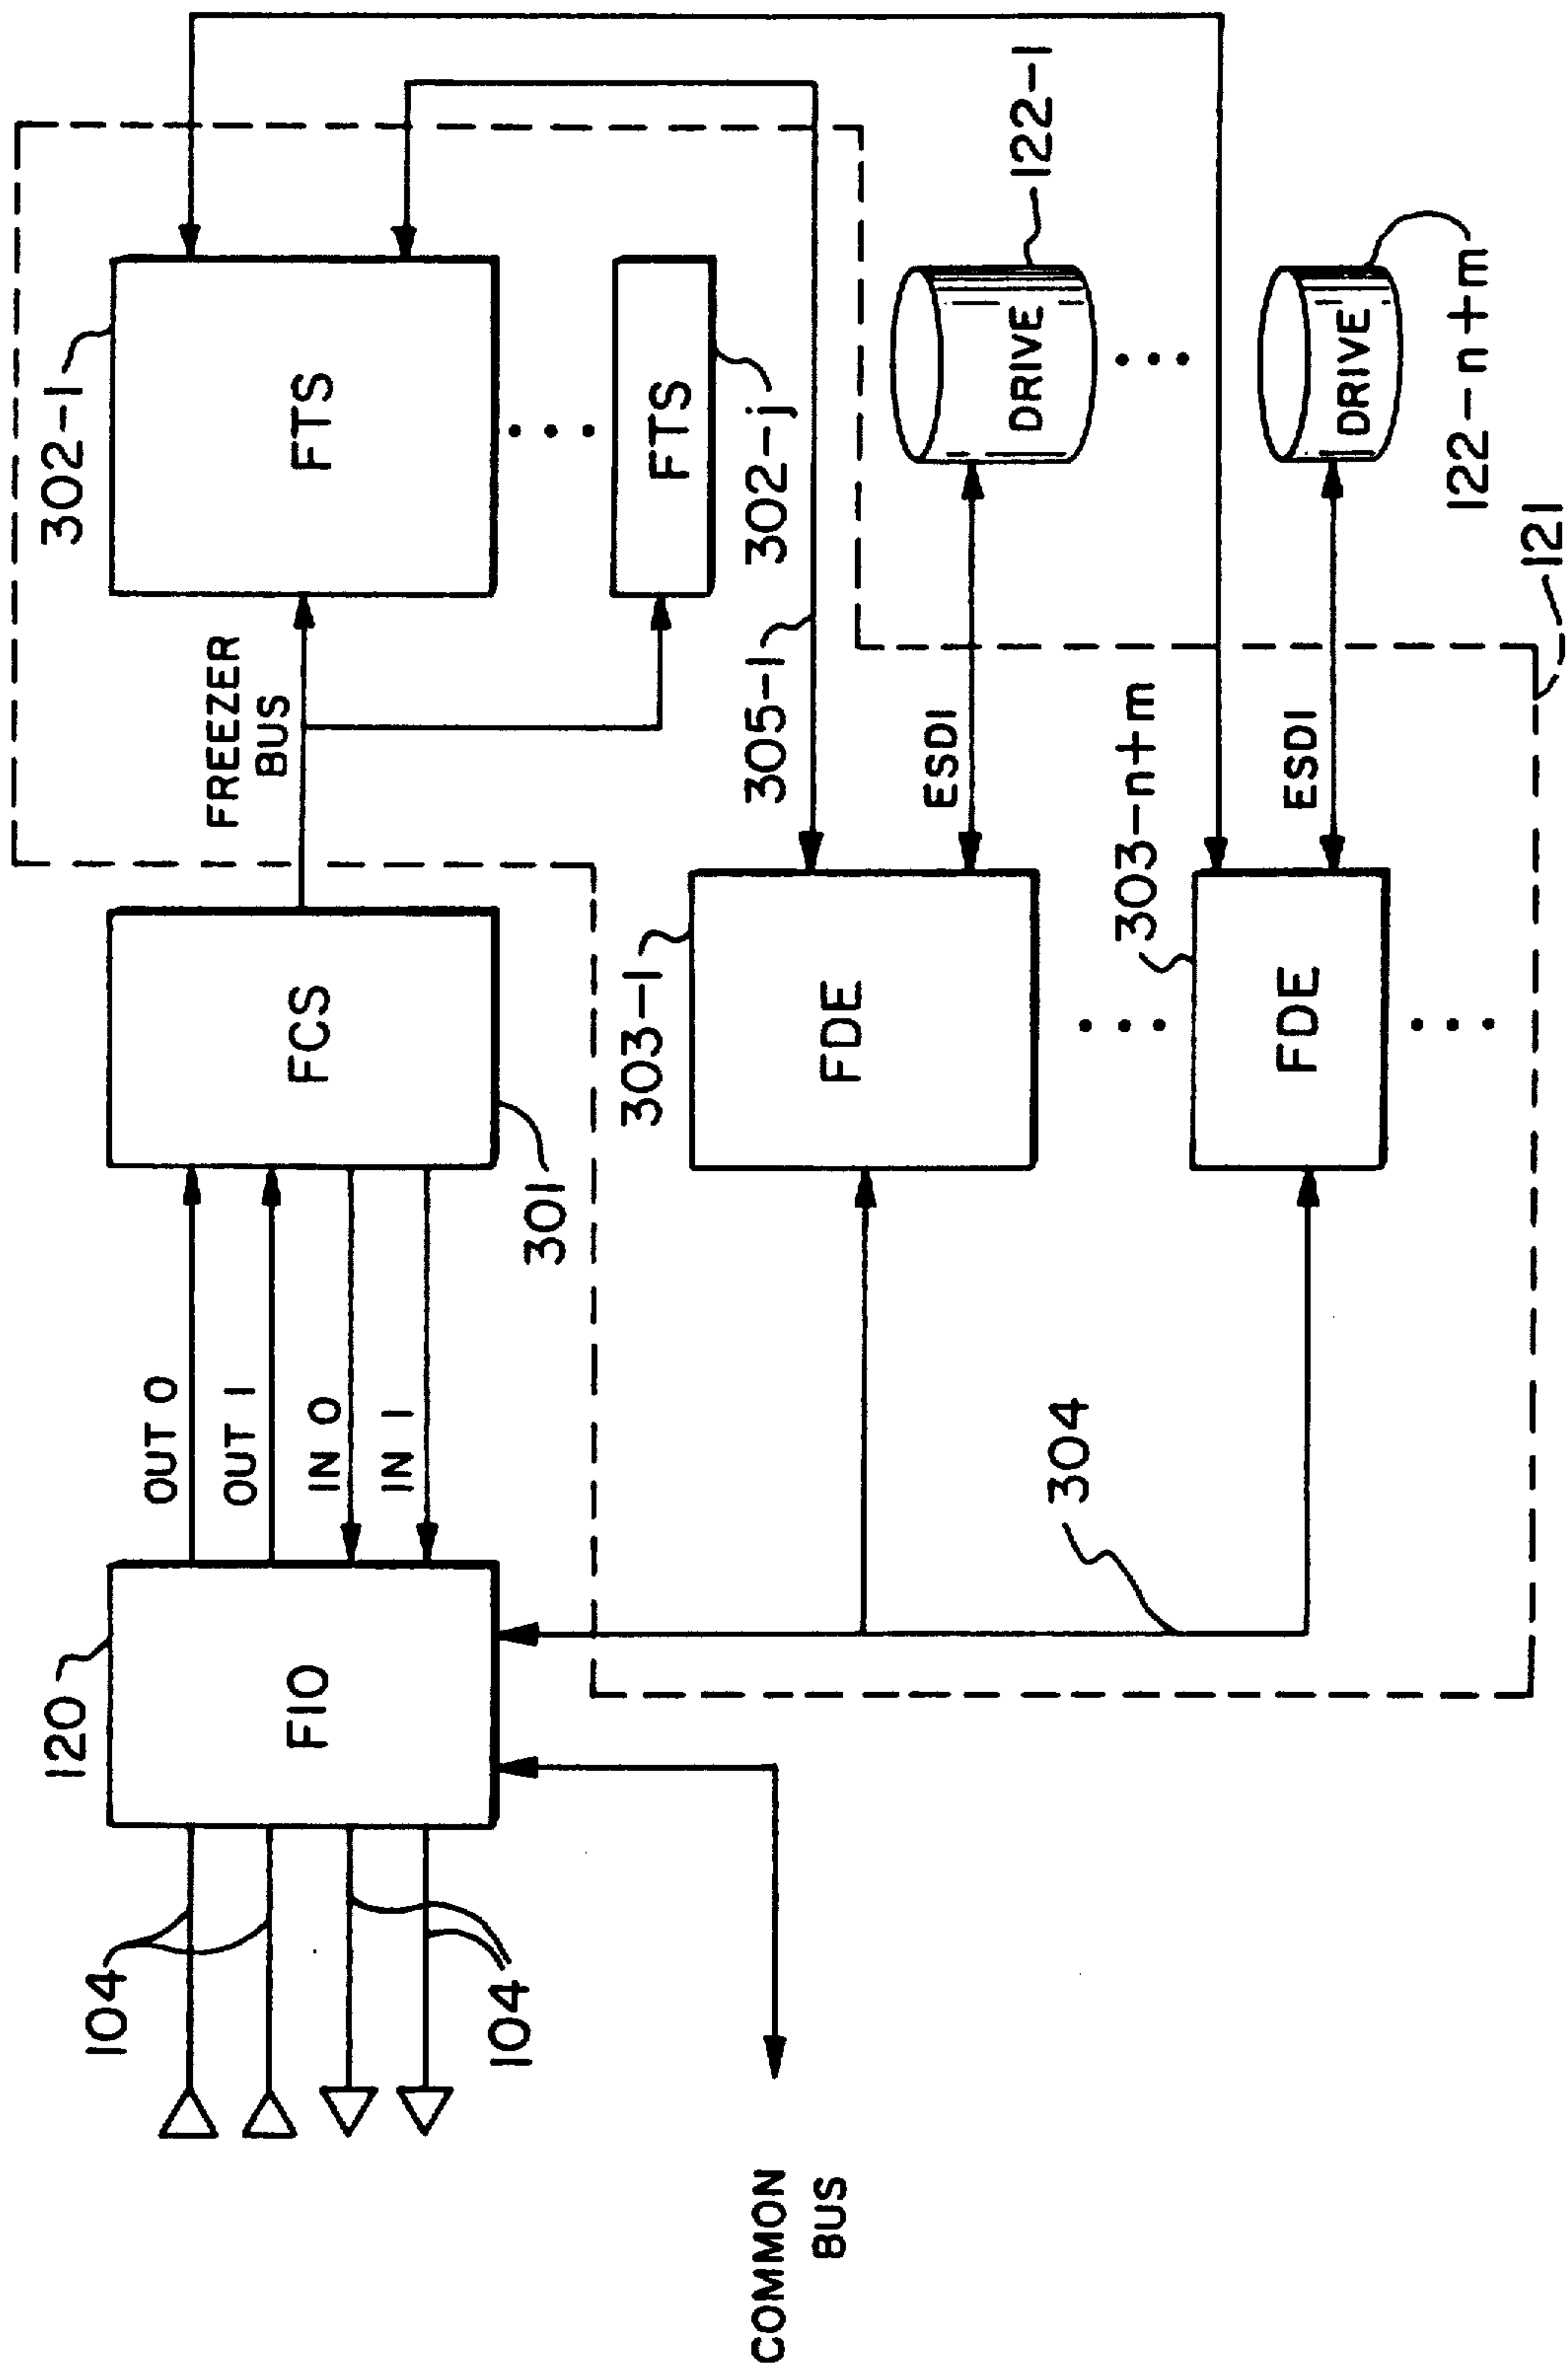 120
104
104
FIO
OUT 0
OUT 1
IN 0
IN 1
FCS
301
FREEZER
BUS
302-1
FTS
FTS
302-j
305-1
303-1
FDE
ESDI
DRIVE
122-1
303-n+m
FDE
ESDI
DRIVE
122-n+m
304
121
COMMON
BUS